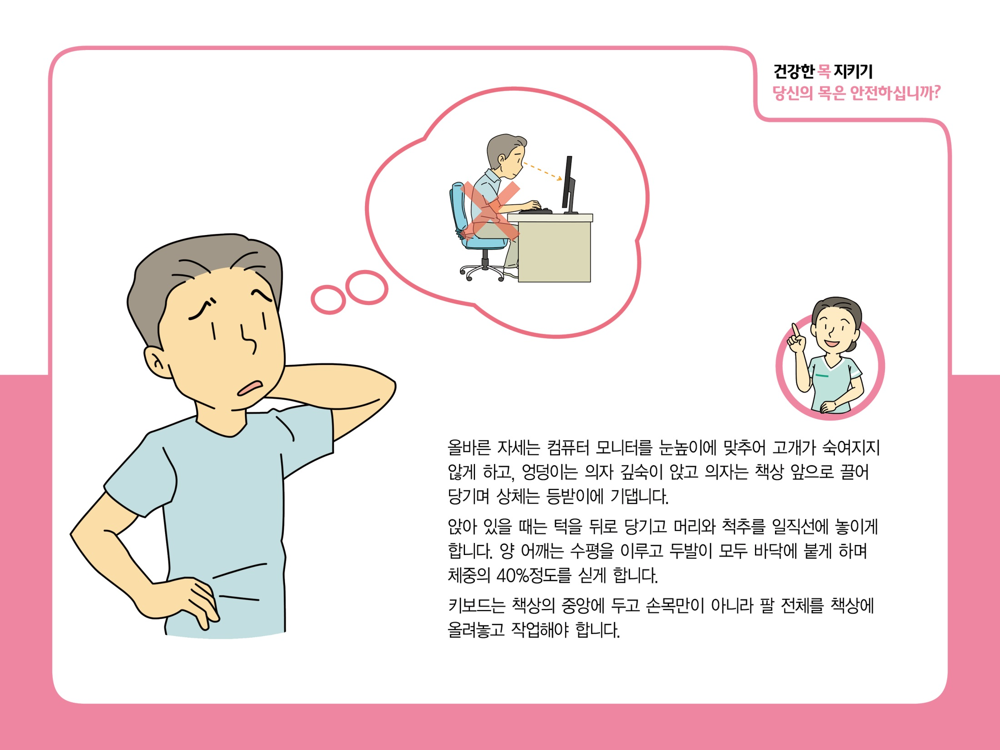 건강한 목 지키기
당신의 목은 안전하십니까?
올바른 자세는 컴퓨터 모니터를 눈높이에 맞추어 고개가 숙여지지
않게 하고, 엉덩이는 의자 깊숙이 앉고 의자는 책상 앞으로 끌어
당기며 상체는 등받이에 기댑니다.
앉아 있을 때는 턱을 뒤로 당기고 머리와 척추를 일직선에 놓이게
합니다. 양 어깨는 수평을 이루고 두발이 모두 바닥에 붙게 하며
체중의 40%정도를 싣게 합니다.
키보드는 책상의 중앙에 두고 손목만이 아니라 팔 전체를 책상에
올려놓고 작업해야 합니다.